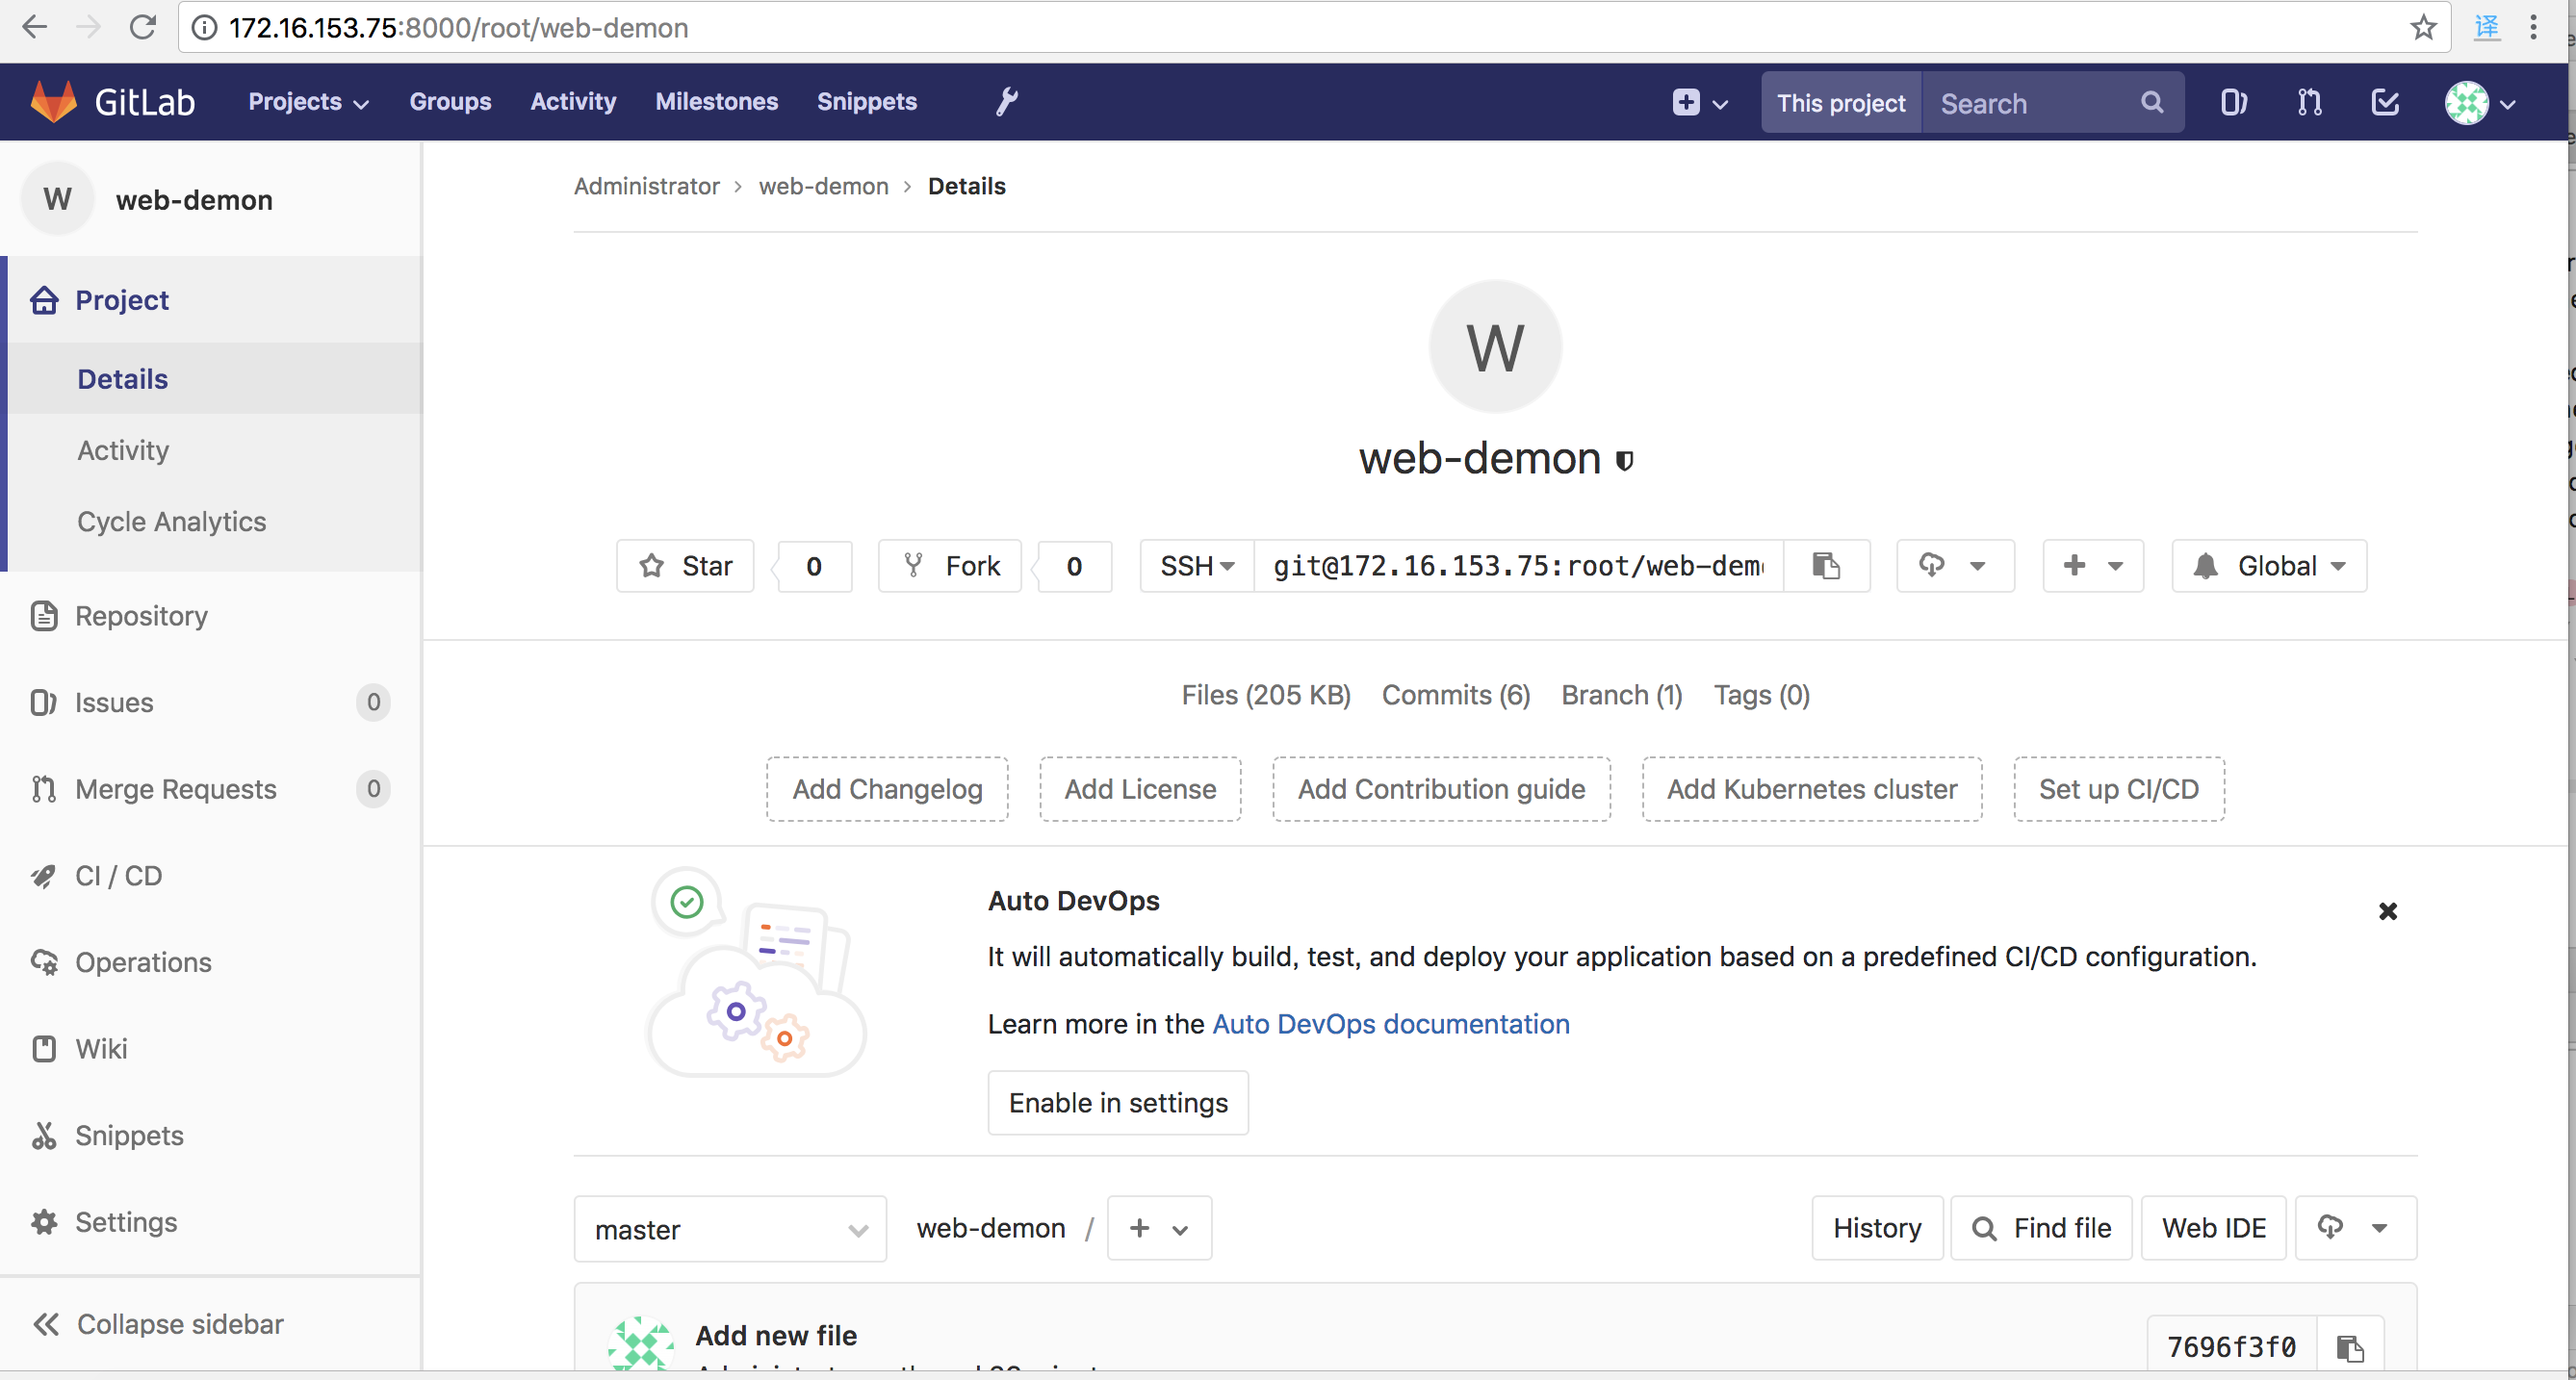 172.16.153.75:8000/root/web-demon
译
GitLab Projects Groups Activity Milestones Snippets This project Search
W web-demon
Project
Details
Activity
Cycle Analytics
Repository
Issues 0
Merge Requests 0
CI / CD
Operations
Wiki
Snippets
Settings
Collapse sidebar
Administrator > web-demon > Details
W
web-demon
Star 0 Fork 0 SSH git@172.16.153.75:root/web-dem Global
Files (205 KB) Commits (6) Branch (1) Tags (0)
Add Changelog Add License Add Contribution guide Add Kubernetes cluster Set up CI/CD
Auto DevOps
It will automatically build, test, and deploy your application based on a predefined CI/CD configuration.
Learn more in the Auto DevOps documentation
Enable in settings
master web-demon / + History Find file Web IDE
Add new file
7696f3f0